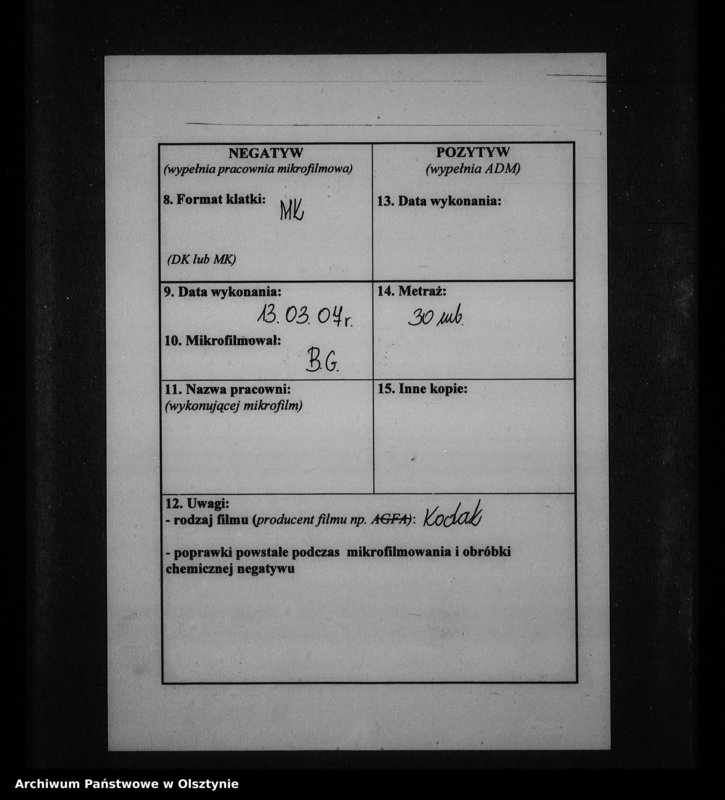 NEGATYW
(wypełnia pracownia mikrofilmowa)
8. Format klatki: MK
(DK lub MK)
9. Data wykonania:
13.03.04r.
10. Mikrofilmował:
B.G.
11. Nazwa pracowni:
(wykonującej mikrofilm)
POZYTYW
(wypełnia ADM)
13. Data wykonania:
14. Metraż:
30 mb.
15. Inne kopie:
12. Uwagi:
- rodzaj filmu (producent filmu np. AGFA): Kodak
- poprawki powstałe podczas mikrofilmowania i obróbki
chemicznej negatywu
Archiwum Państwowe w Olsztynie